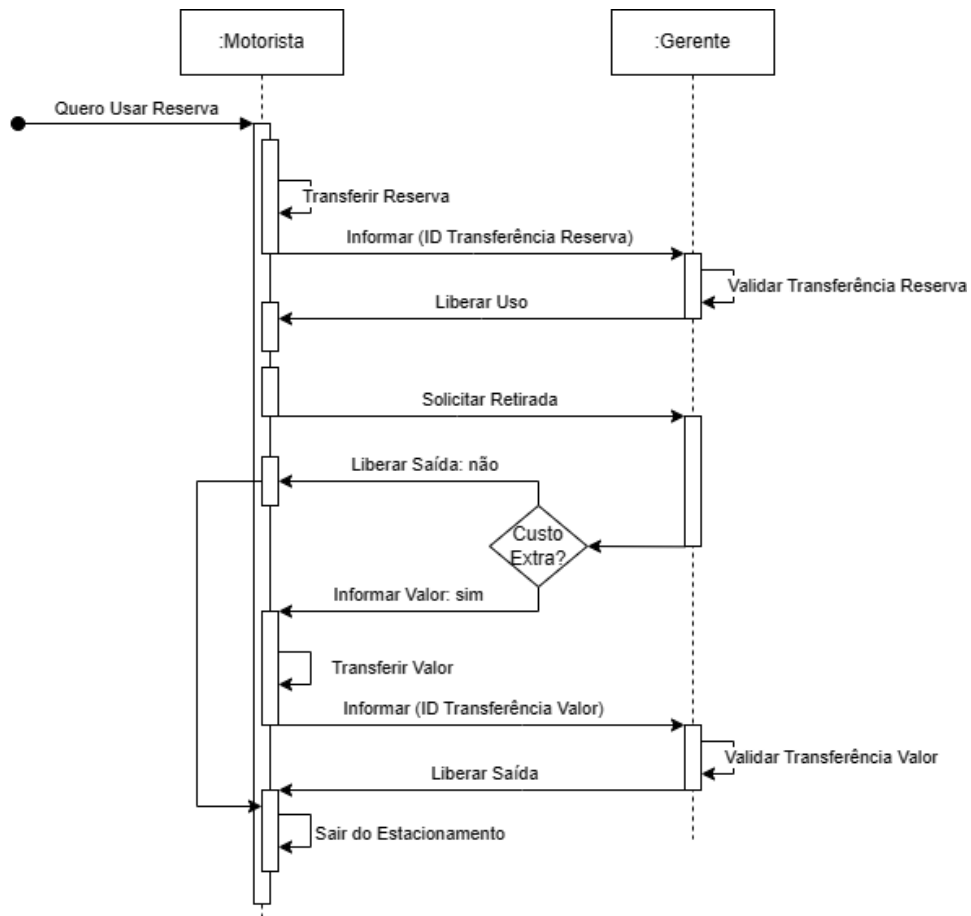 :Motorista
:Gerente
Quero Usar Reserva
Transferir Reserva
Informar (ID Transferência Reserva)
Validar Transferência Reserva
Liberar Uso
Solicitar Retirada
Liberar Saída: não
Custo
Extra?
Informar Valor: sim
Transferir Valor
Informar (ID Transferência Valor)
Validar Transferência Valor
Liberar Saída
Sair do Estacionamento